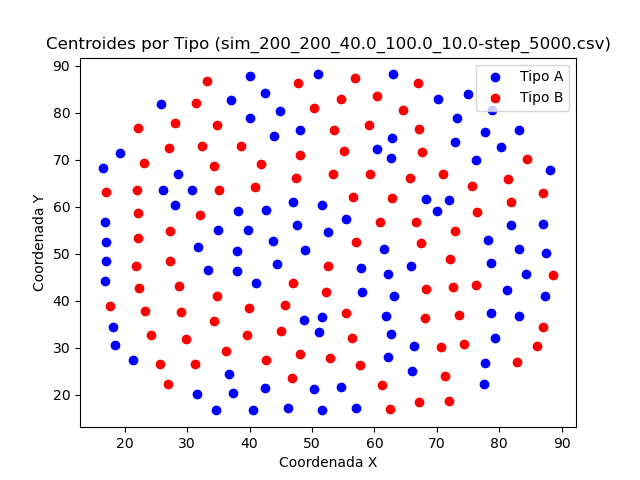 Centroides por Tipo (sim_200_200_40.0_100.0_10.0-step_5000.csv)
Tipo A
Tipo B
90
80
70
60
50
40
30
20
Coordenada Y
20 30 40 50 60 70 80 90
Coordenada X